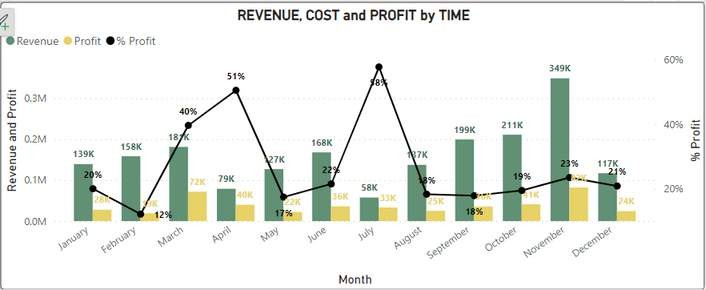 REVENUE, COST and PROFIT by TIME
Revenue Profit % Profit
Revenue and Profit
0.3M
0.2M
0.1M
0.0M
60%
40%
20%
% Profit
139K 158K 79K 168K 58K 199K 211K 349K 117K
28K 72K 40K 22K 36K 33K 25K 41K 24K
20% 12% 40% 51% 17% 22% 58% 18% 18% 19% 23% 21%
January February March April May June July August September October November December
Month